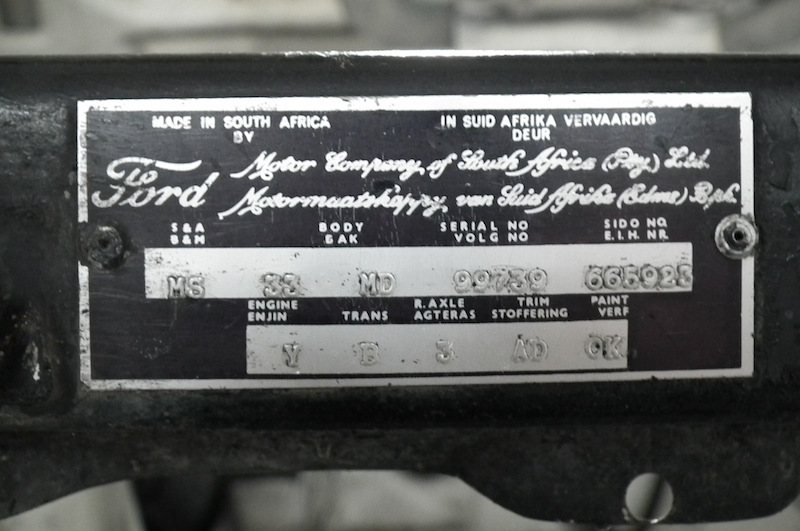 MADE IN SOUTH AFRICA IN SUID AFRIKA VERVAARDIG
BY DEUR
Ford Motor Company of South Africa (Pty.) Ltd.
Motormaatskappy van Suid Afrika (Edms) Bpk.
S&A BODY SERIAL NO SIDO NO.
B&M BAK VOLG NO E.I.H. NR.
MS 33 MD 99739 665923
ENGINE R.AXLE TRIM PAINT
ENJIN TRANS AGTERAS STOFFERING VERF
Y B 3 AD OK